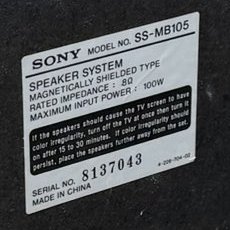 SONY MODEL NO. SS-MB105
SPEAKER SYSTEM
MAGNETICALLY SHIELDED TYPE
RATED IMPEDANCE : 8Ω
MAXIMUM INPUT POWER : 100W
If the speakers should cause the TV screen to have
color irregularity, turn off the TV at once then turn it
on after 15 to 30 minutes. If the color irregularity should
persist, place the speakers further away from the set.
SERIAL NO. 8137043
MADE IN CHINA